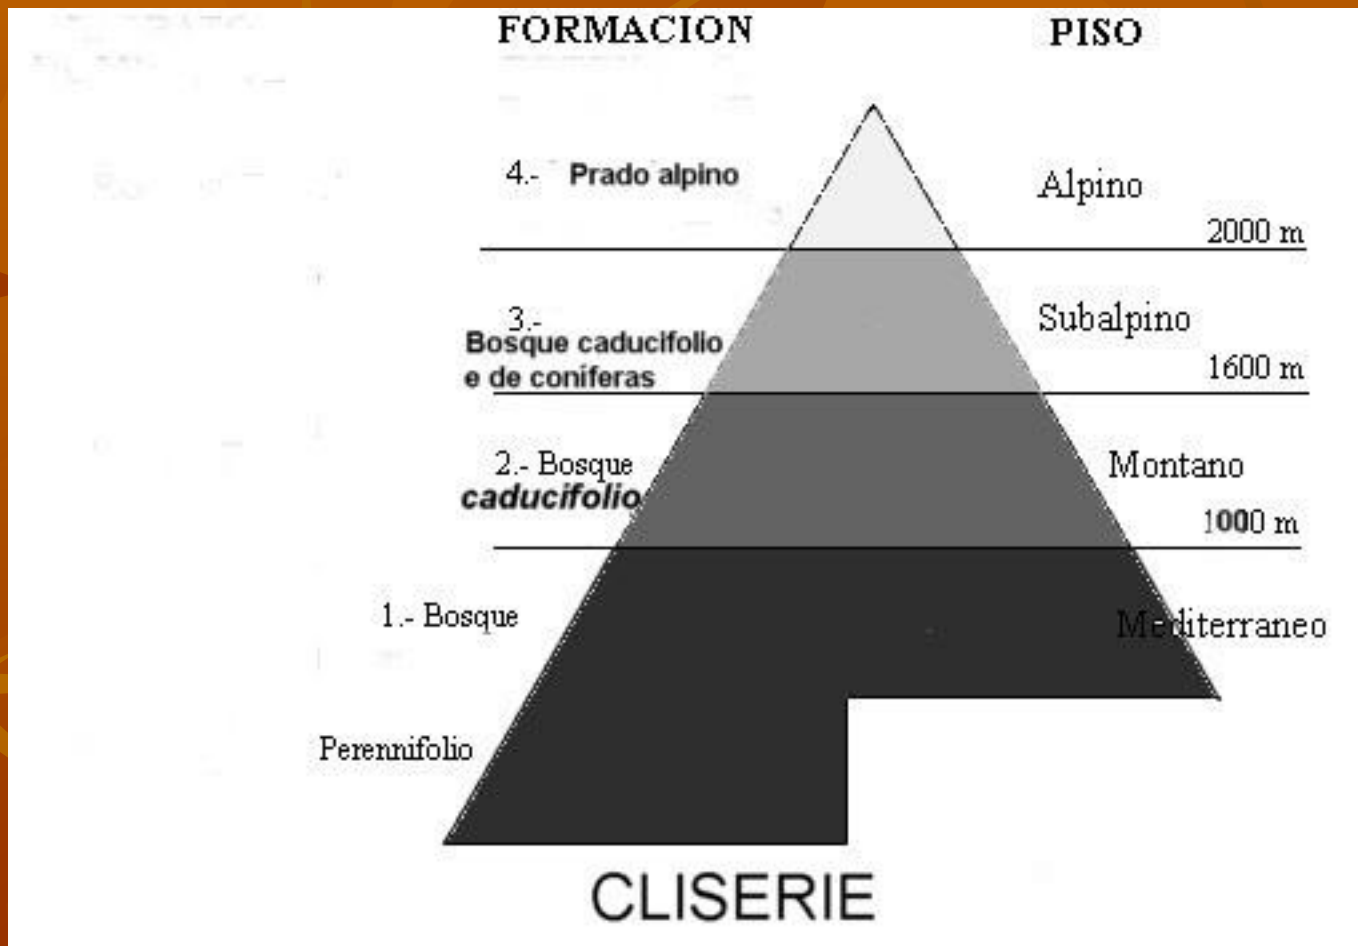 FORMACION PISO
4.- Prado alpino Alpino
2000 m
3.- Subalpino
Bosque caducifolio
e de coníferas
1600 m
2.- Bosque Montano
caducifolio
1000 m
1.- Bosque Mediterraneo
Perennifolio
CLISERIE